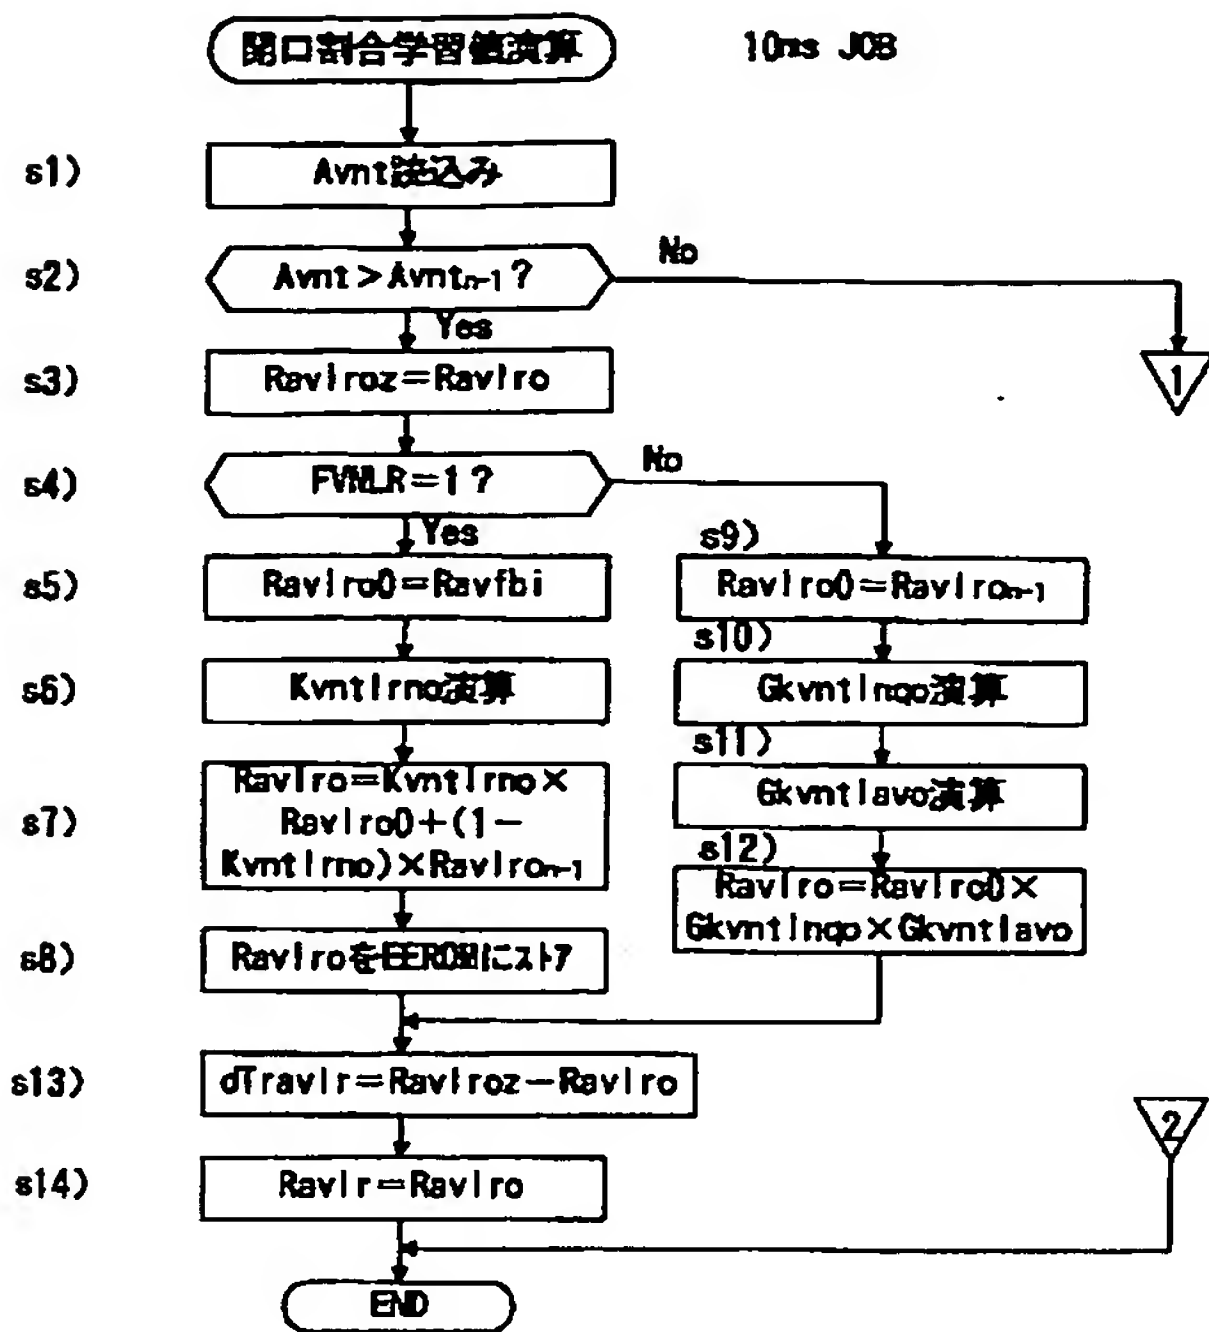 開口割合学習値演算
10ms JOB
s1)
Avnt読込み
s2)
Avnt>Avntn-1?
No
Yes
1
s3)
Ravlroz=Ravlro
s4)
FVNLR=1?
No
Yes
s5)
Ravlro0=Ravfbi
s9)
Ravlro0=Ravlron-1
s6)
Kvntlrno演算
s10)
Gkvntlnqo演算
s7)
Ravlro=Kvntlrno×
Ravlro0+(1-
Kvntlrno)×Ravlron-1
s11)
Gkvntlavo演算
s12)
Ravlro=Ravlro0×
Gkvntlnqo×Gkvntlavo
s8)
RavlroをEEROMにストア
s13)
dTravlr=Ravlroz-Ravlro
2
s14)
Ravlr=Ravlro
END